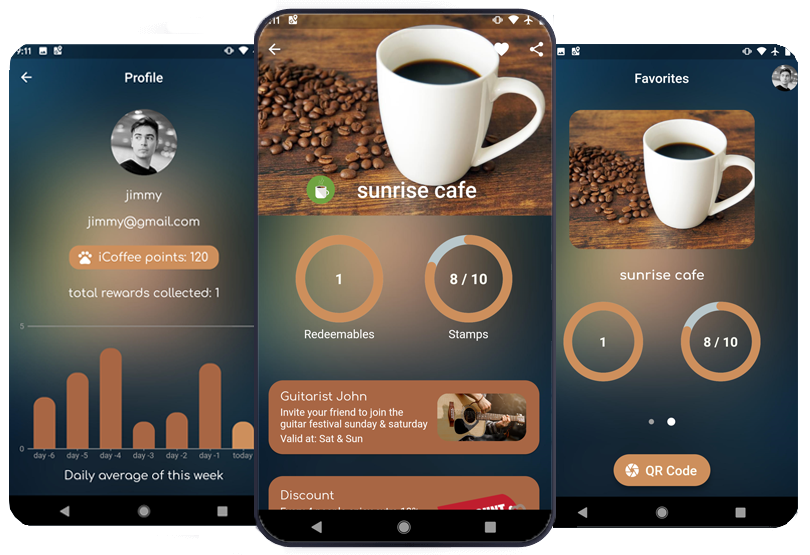 9:11
Profile
jimmy
jimmy@gmail.com
iCoffee points: 120
total rewards collected: 1
5
0
day -6 day -5 day -4 day -3 day -2 day -1 today
Daily average of this week
:11
sunrise cafe
1
8 / 10
Redeemables
Stamps
Guitarist John
Invite your friend to join the
guitar festival sunday & saturday
Valid at: Sat & Sun
Discount
Favorites
sunrise cafe
1
8 / 10
QR Code